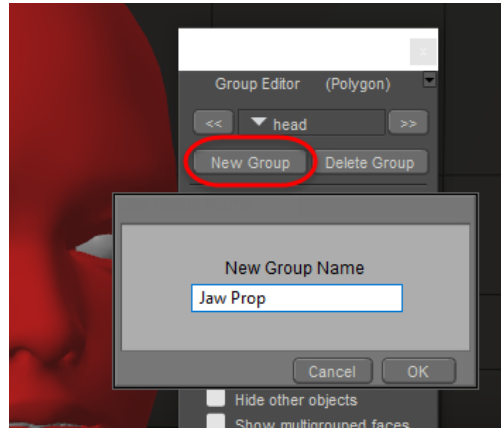 Group Editor (Polygon)
<< head >>
New Group Delete Group
New Group Name
Jaw Prop
Cancel OK
Hide other objects
Show multigrouped faces